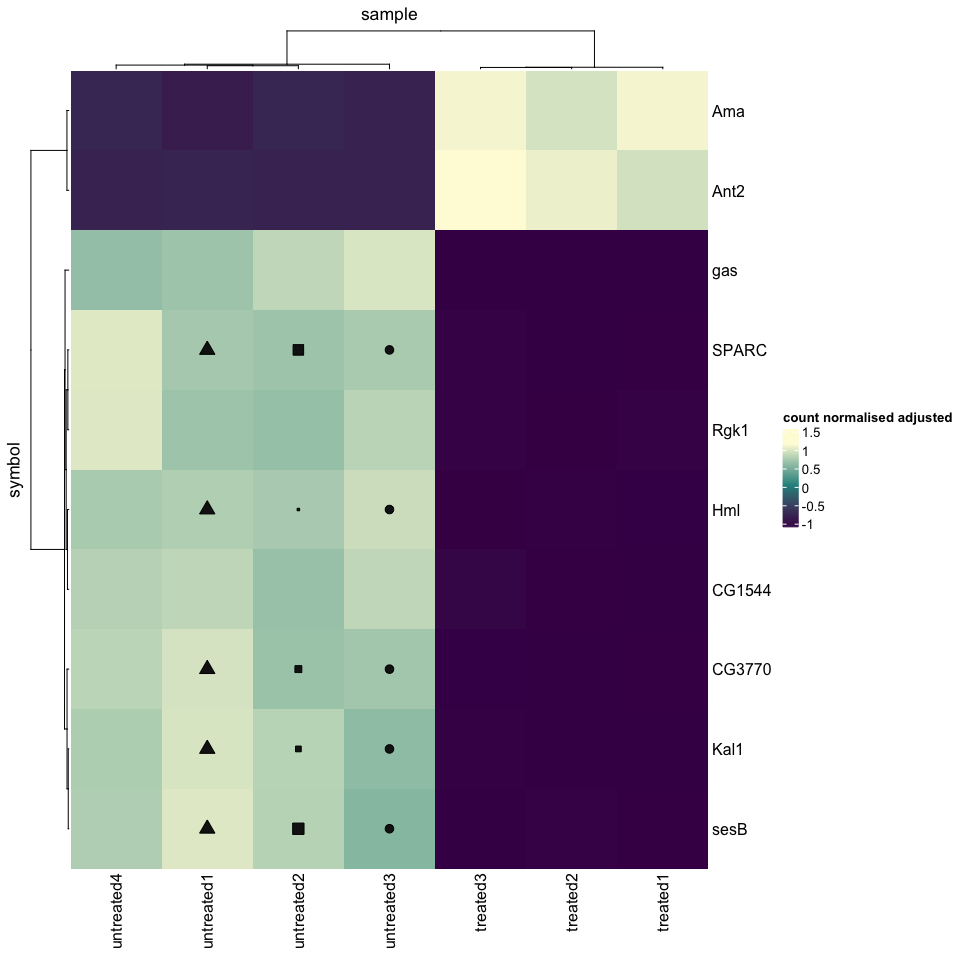 sample
Ama
Ant2
gas
SPARC
Rgk1
Hml
CG1544
CG3770
Kal1
sesB
symbol
untreated4
untreated1
untreated2
untreated3
treated3
treated2
treated1
count normalised adjusted
1.5
1
0.5
0
-0.5
-1